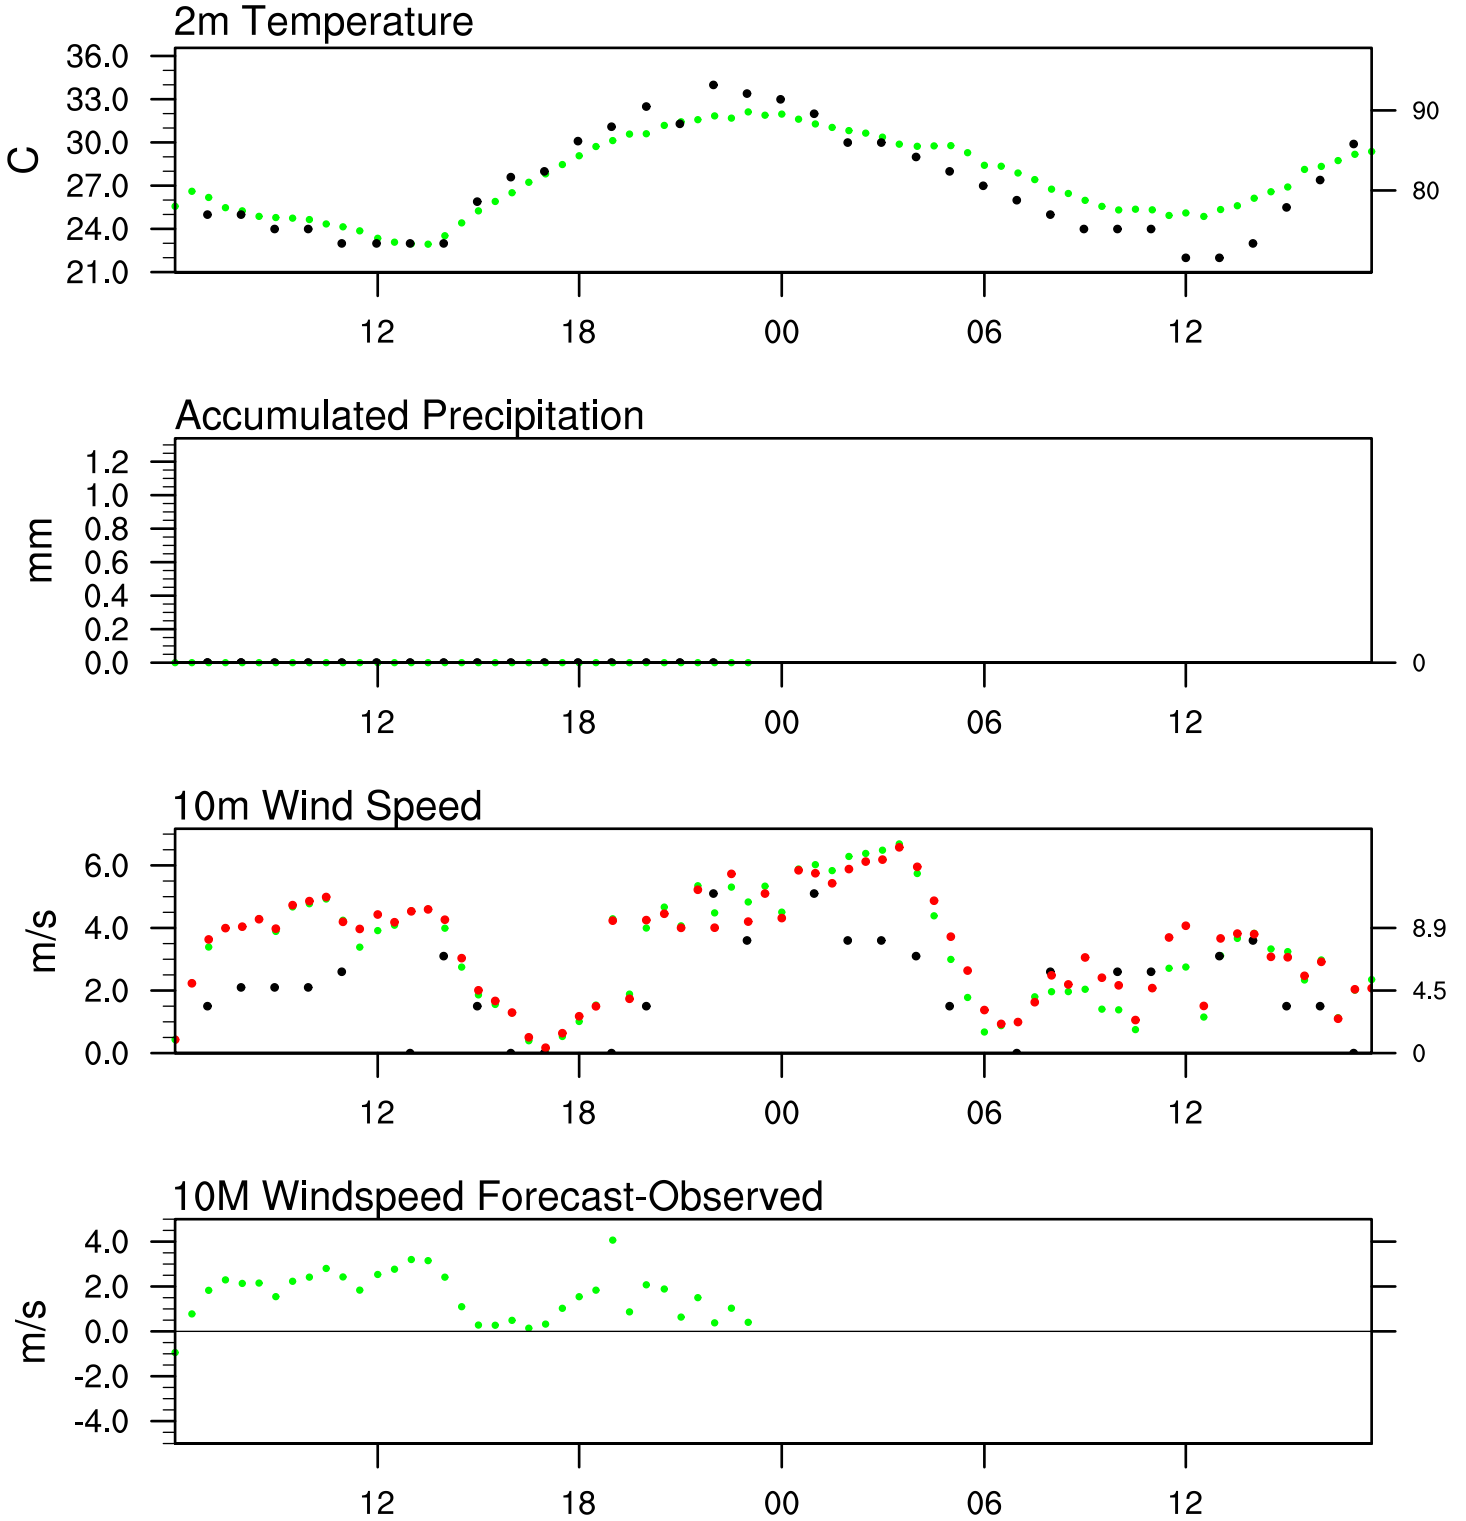 2m Temperature
36.0
33.0
30.0
27.0
24.0
21.0
C
90
80
12 18 00 06 12
Accumulated Precipitation
1.2
1.0
0.8
0.6
0.4
0.2
0.0
mm
0
12 18 00 06 12
10m Wind Speed
6.0
4.0
2.0
0.0
m/s
8.9
4.5
0
12 18 00 06 12
10M Windspeed Forecast-Observed
4.0
2.0
0.0
-2.0
-4.0
m/s
12 18 00 06 12